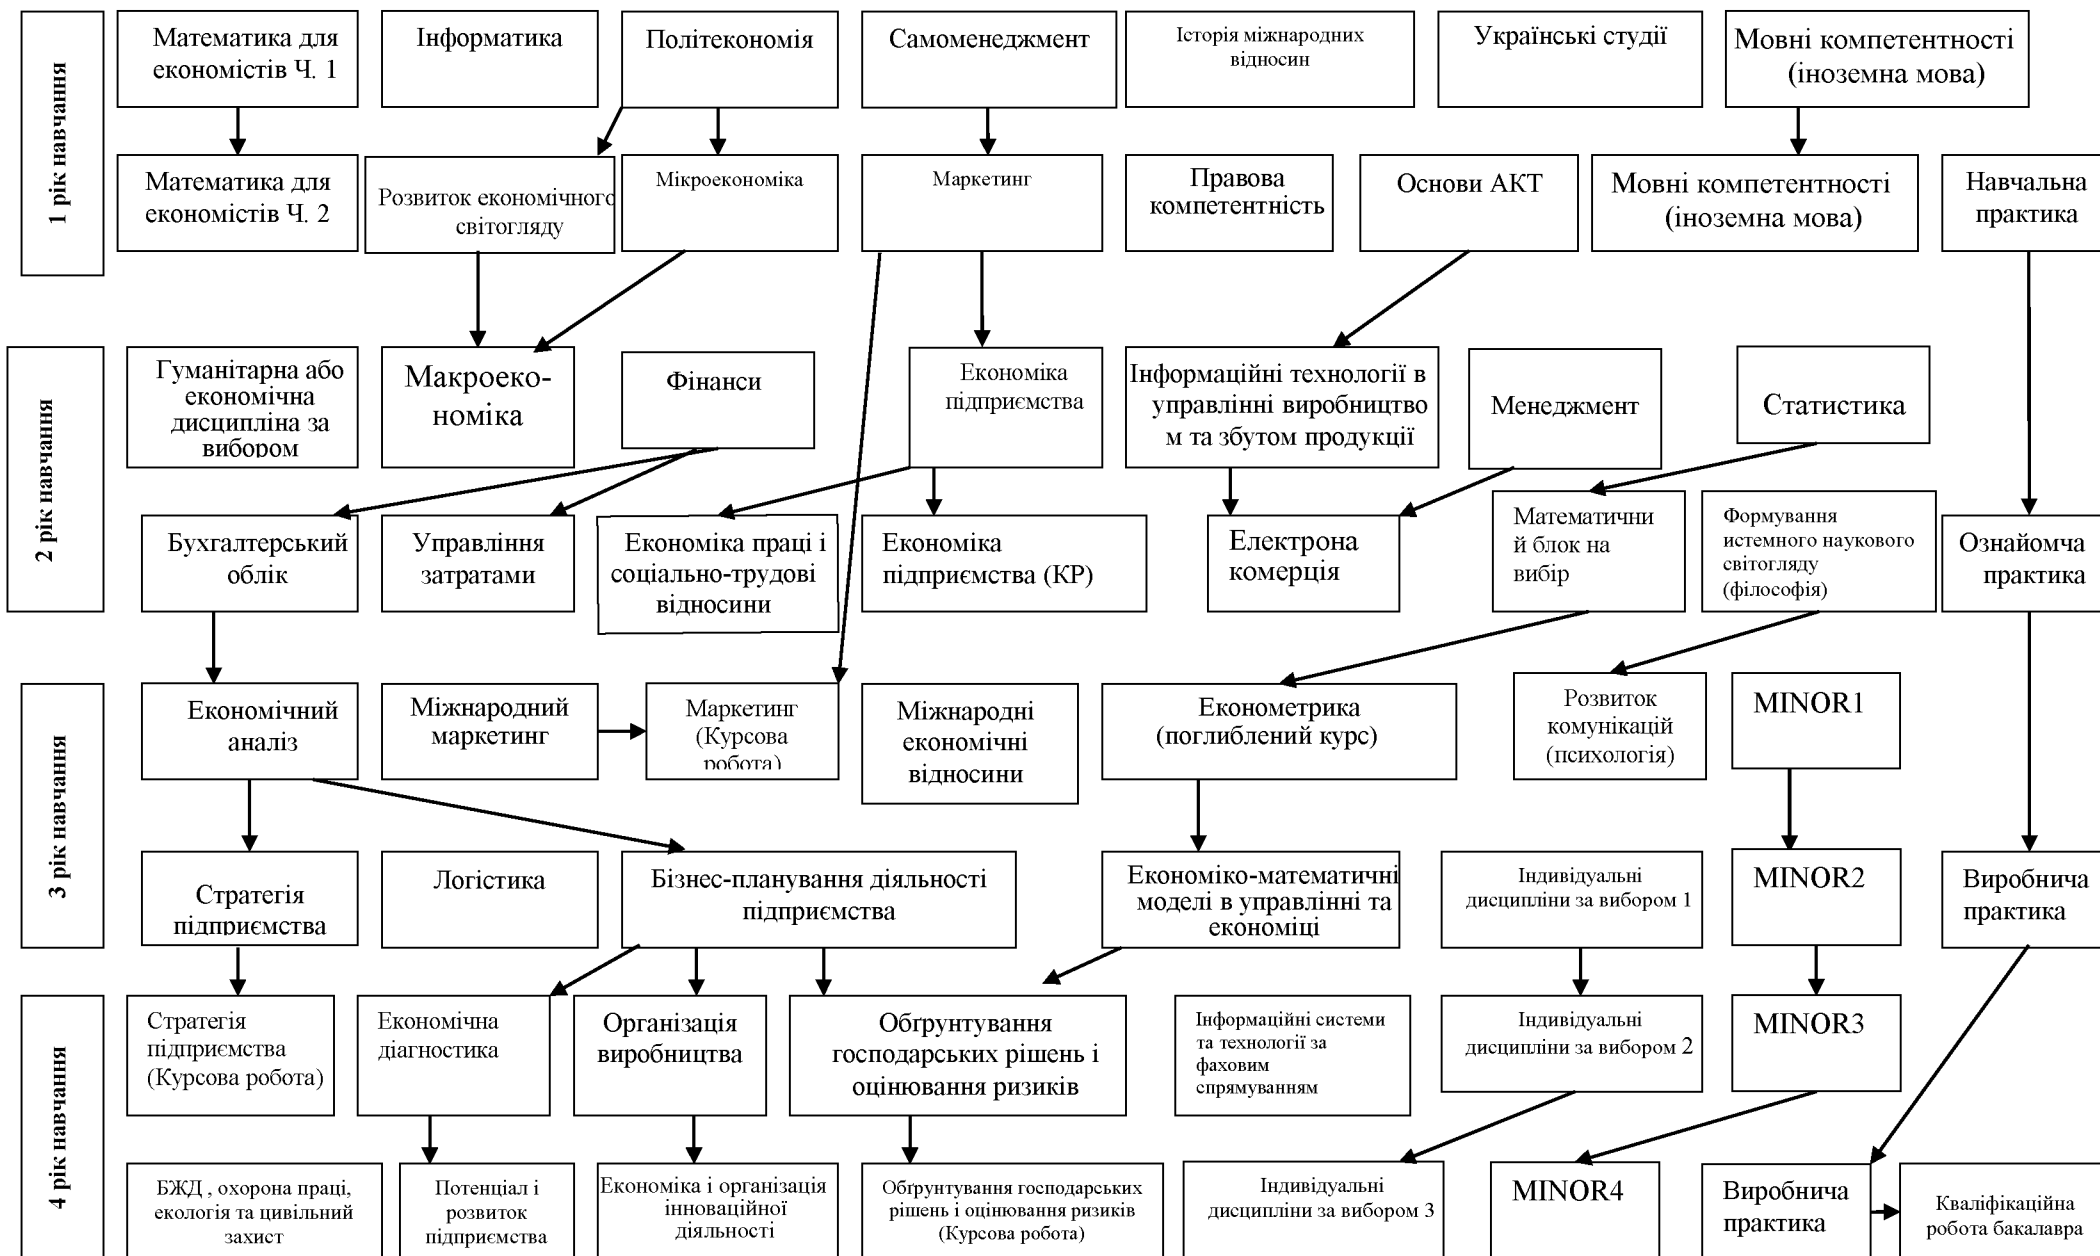 1 рік навчання
Математика для
економістів Ч. 1
Інформатика
Політекономія
Самоменеджмент
Історія міжнародних
відносин
Українські студії
Мовні компетентності
(іноземна мова)
Математика для
економістів Ч. 2
Розвиток економічного
світогляду
Мікроекономіка
Маркетинг
Правова
компетентність
Основи АКТ
Мовні компетентності
(іноземна мова)
Навчальна
практика
2 рік навчання
Гуманітарна або
економічна
дисципліна за
вибором
Макроеко-
номіка
Фінанси
Економіка
підприємства
Інформаційні технології в
управлінні виробництво
м та збутом продукції
Менеджмент
Статистика
Бухгалтерський
облік
Управління
затратами
Економіка праці і
соціально-трудові
відносини
Економіка
підприємства (КР)
Електрона
комерція
Математични
й блок на
вибір
Формування
истемного наукового
світогляду
(філософія)
Ознайомча
практика
3 рік навчання
Економічний
аналіз
Міжнародний
маркетинг
Маркетинг
(Курсова
робота)
Міжнародні
економічні
відносини
Економетрика
(поглиблений курс)
Розвиток
комунікацій
(психологія)
MINOR1
Стратегія
підприємства
Логістика
Бізнес-планування діяльності
підприємства
Економіко-математичні
моделі в управлінні та
економіці
Індивідуальні
дисципліни за вибором 1
MINOR2
Виробнича
практика
4 рік навчання
Стратегія
підприємства
(Курсова робота)
Економічна
діагностика
Організація
виробництва
Обґрунтування
господарських рішень і
оцінювання ризиків
Інформаційні системи
та технології за
фаховим
спрямуванням
Індивідуальні
дисципліни за вибором 2
MINOR3
БЖД , охорона праці,
екологія та цивільний
захист
Потенціал і
розвиток
підприємства
Економіка і організація
інноваційної
діяльності
Обґрунтування господарських
рішень і оцінювання ризиків
(Курсова робота)
Індивідуальні
дисципліни за вибором 3
MINOR4
Виробнича
практика
Кваліфікаційна
робота бакалавра